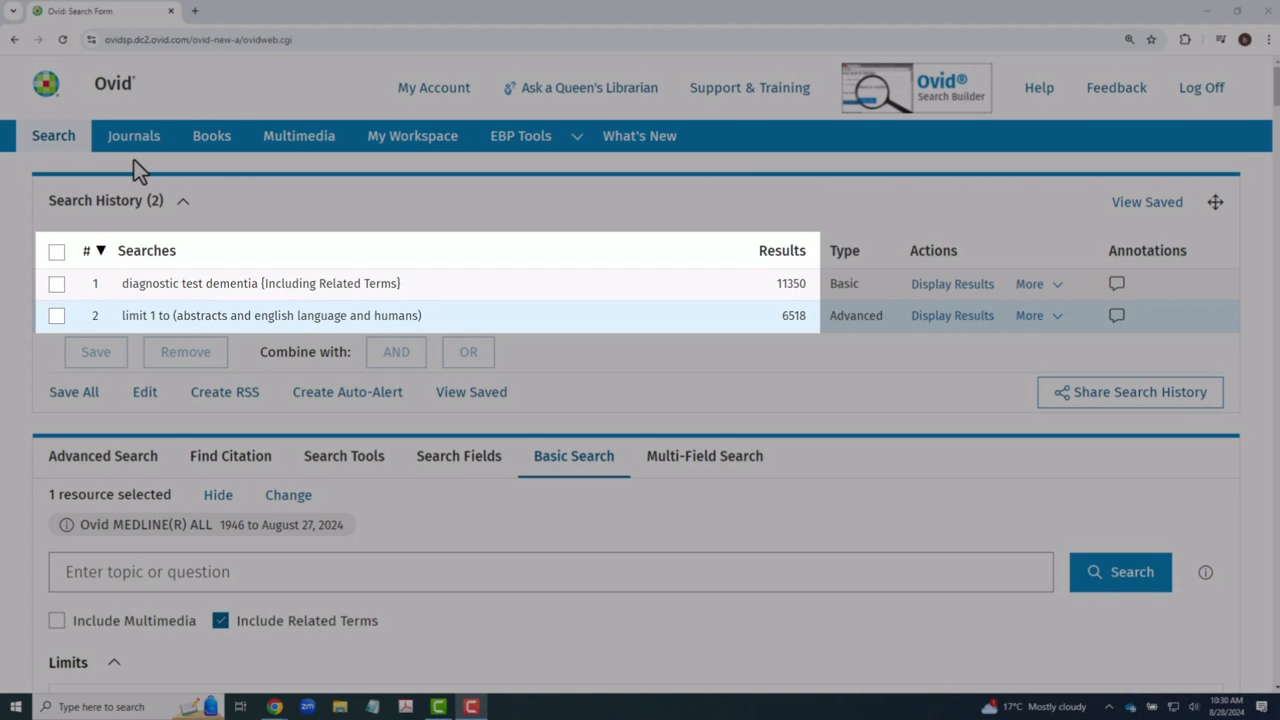 Ovid: Search Form
ovidsp.dc2.ovid.com/ovid-new-a/ovidweb.cgi
Ovid®
My Account
Ask a Queen's Librarian
Support & Training
Ovid®
Search Builder
Help
Feedback
Log Off
Search
Journals
Books
Multimedia
My Workspace
EBP Tools
What's New
Search History (2)
View Saved
# ▼ Searches Results Type Actions Annotations
1 diagnostic test dementia {Including Related Terms} 11350 Basic Display Results More
2 limit 1 to (abstracts and english language and humans) 6518 Advanced Display Results More
Save Remove Combine with: AND OR
Save All Edit Create RSS Create Auto-Alert View Saved Share Search History
Advanced Search Find Citation Search Tools Search Fields Basic Search Multi-Field Search
1 resource selected Hide Change
Ovid MEDLINE(R) ALL 1946 to August 27, 2024
Enter topic or question Search
Include Multimedia Include Related Terms
Limits
Type here to search zm 17°C Mostly cloudy 10:30 AM
8/28/2024